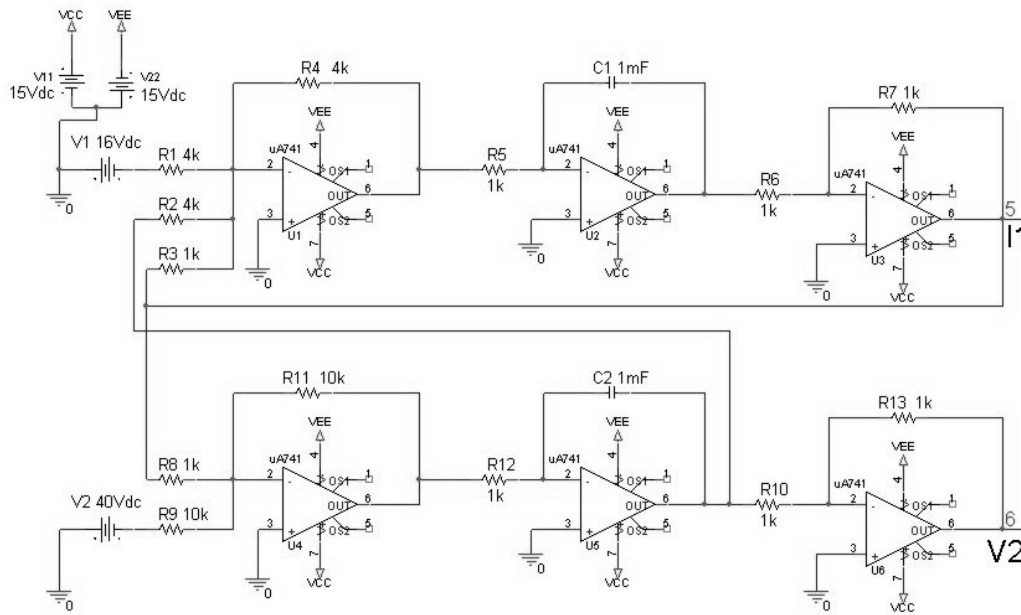 VCC
VEE
V11
15Vdc
V22
15Vdc
V1 16Vdc
0
R1 4k
R2 4k
R3 1k
R4 4k
VEE
uA741
4
2
-
OS1
1
OUT
6
3
+
OS2
5
U1
7
VCC
0
R5
1k
C1 1mF
VEE
uA741
4
2
-
OS1
1
OUT
6
3
+
OS2
5
U2
7
VCC
0
R6
1k
R7 1k
VEE
uA741
4
2
-
OS1
1
OUT
6
3
+
OS2
5
U3
7
VCC
0
5
I1
R8 1k
V2 40Vdc
R9 10k
0
R11 10k
VEE
uA741
4
2
-
OS1
1
OUT
6
3
+
OS2
5
U4
7
VCC
0
R12
1k
C2 1mF
VEE
uA741
4
2
-
OS1
1
OUT
6
3
+
OS2
5
U5
7
VCC
0
R10
1k
R13 1k
VEE
uA741
4
2
-
OS1
1
OUT
6
3
+
OS2
5
U6
7
VCC
0
6
V2